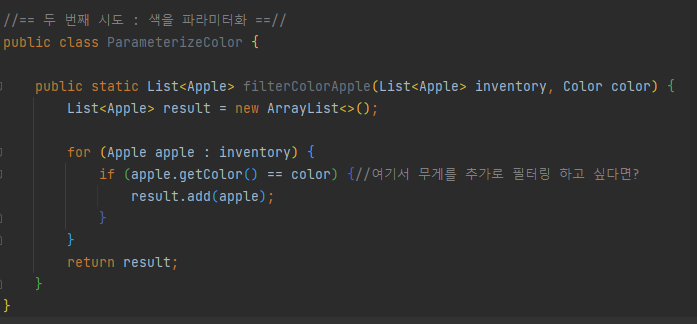 //== 두 번째 시도 : 색을 파라미터화 ==//
public class ParameterizeColor {
public static List<Apple> filterColorApple(List<Apple> inventory, Color color) {
List<Apple> result = new ArrayList<>();
for (Apple apple : inventory) {
if (apple.getColor() == color) {//여기서 무게를 추가로 필터링 하고 싶다면?
result.add(apple);
}
}
return result;
}
}